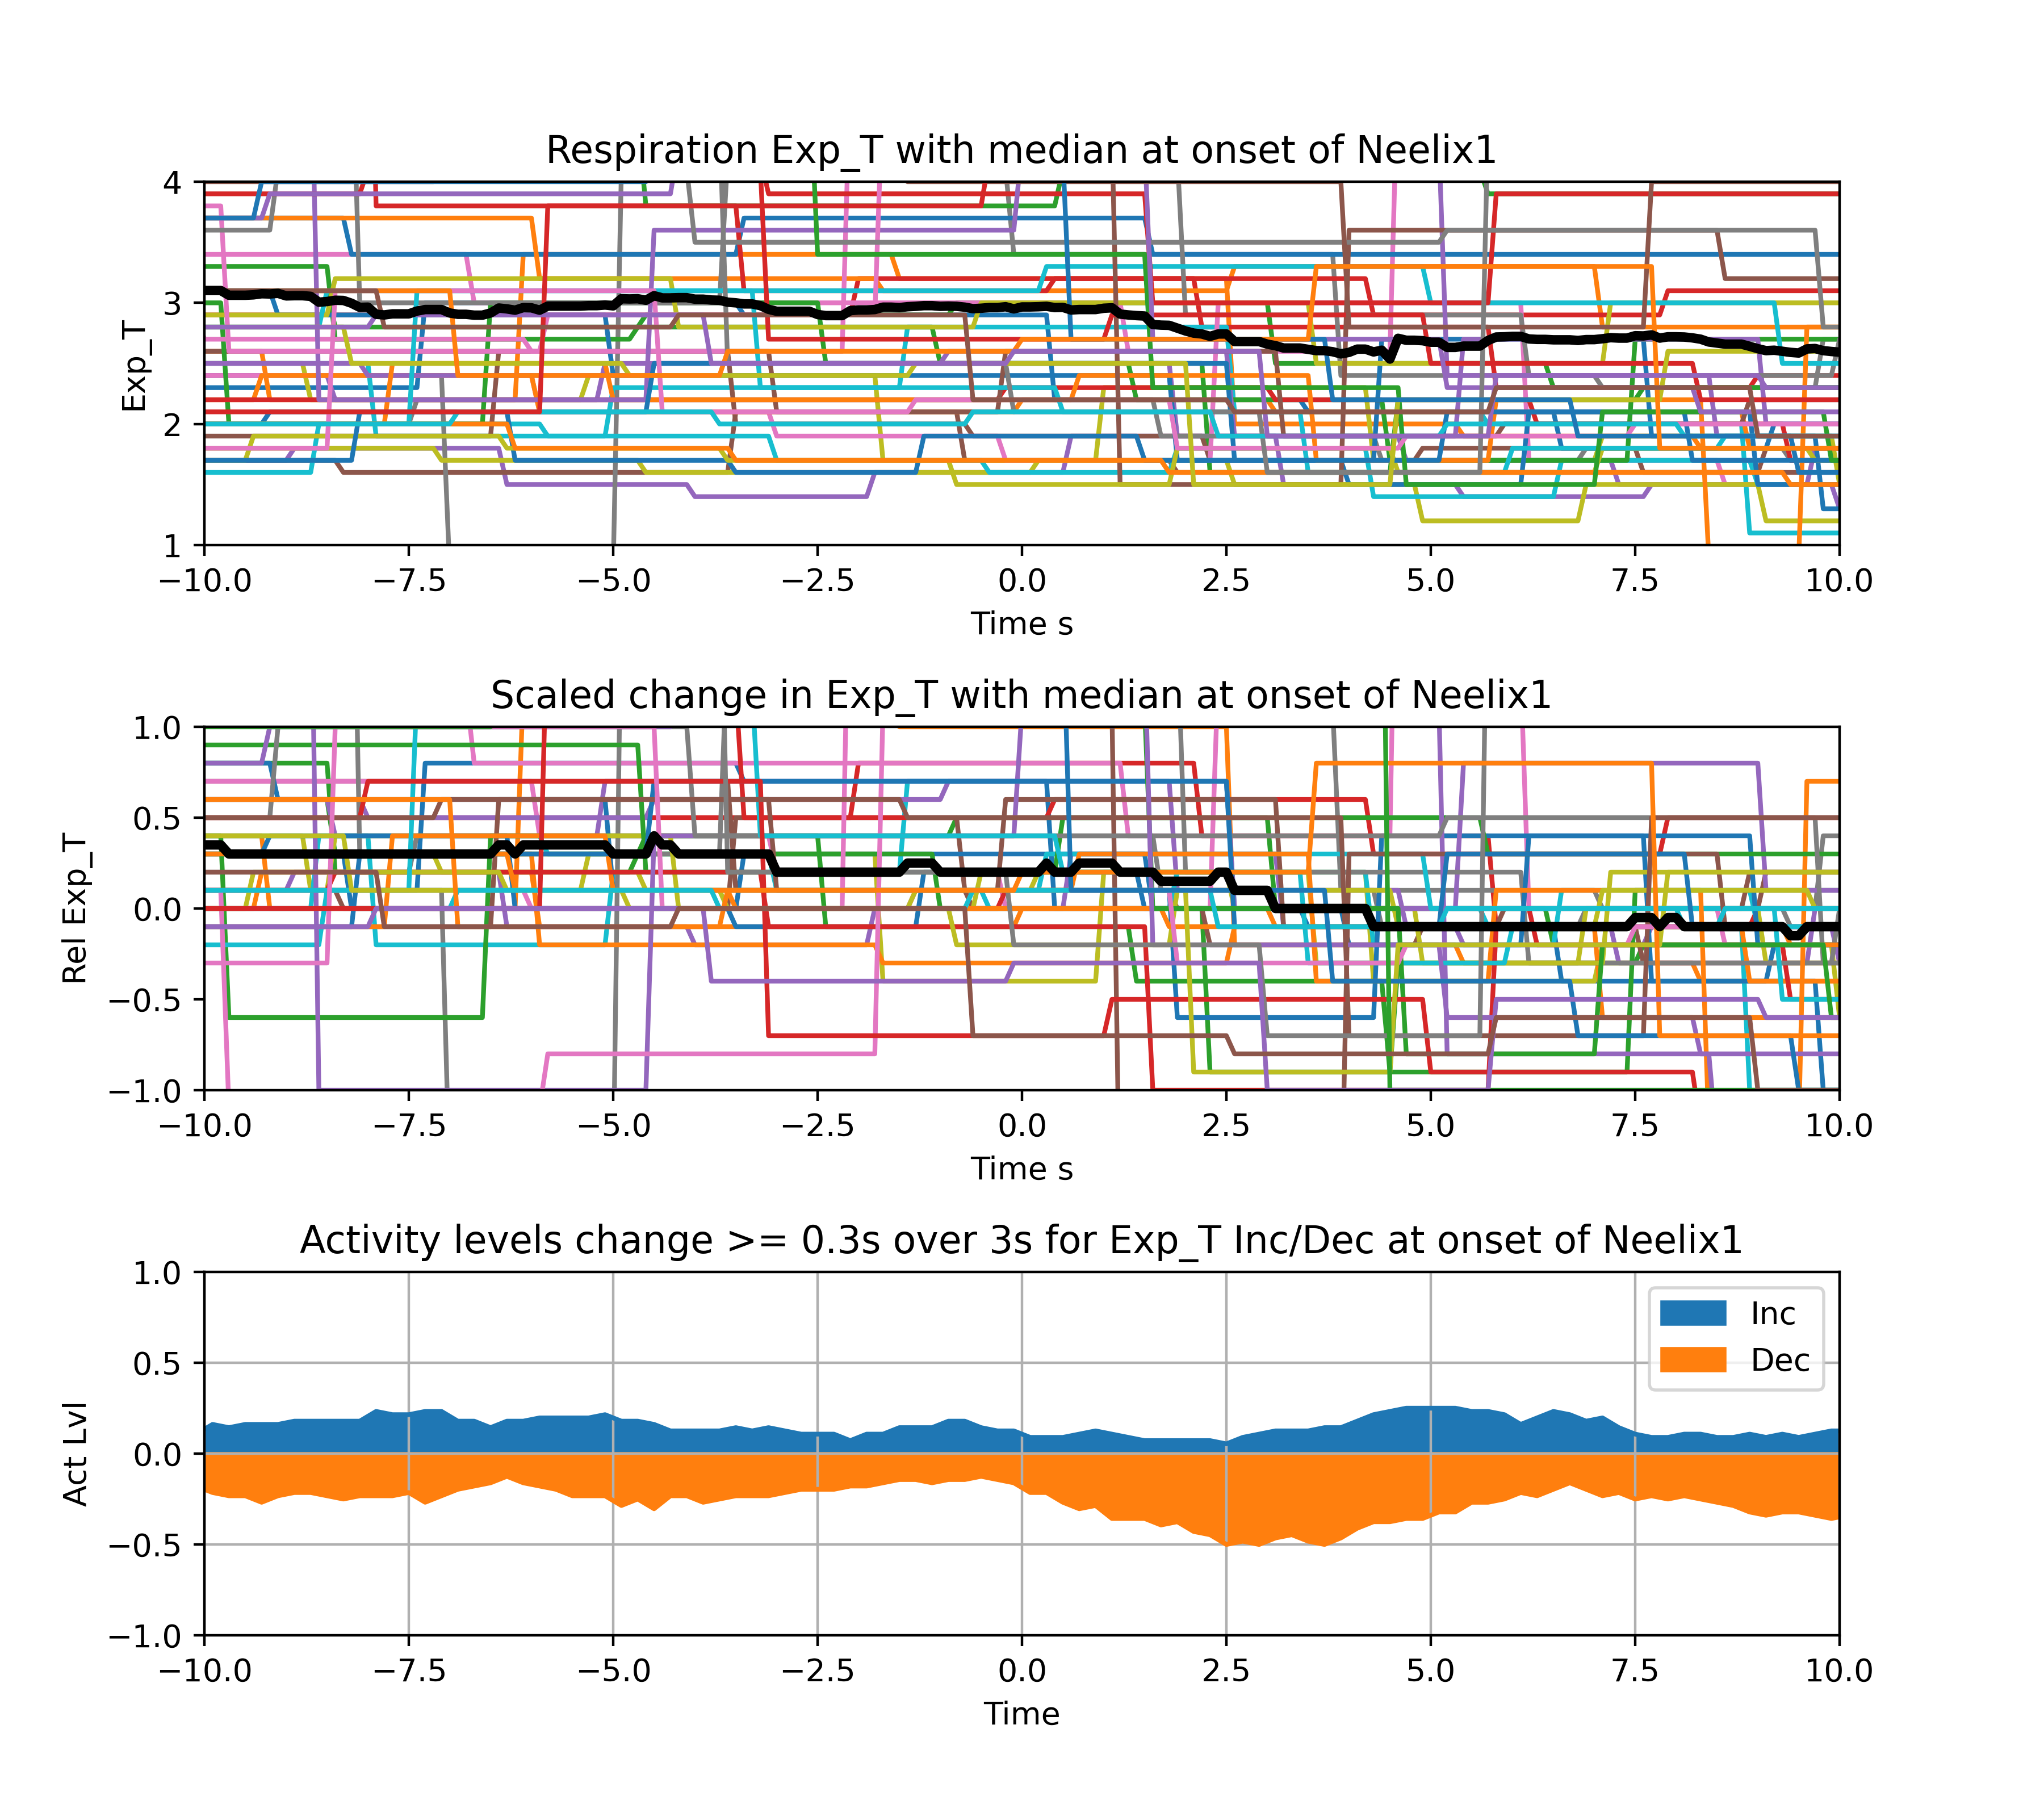 Respiration Exp_T with median at onset of Neelix1
4
3
2
1
Exp_T
−10.0 −7.5 −5.0 −2.5 0.0 2.5 5.0 7.5 10.0
Time s
Scaled change in Exp_T with median at onset of Neelix1
1.0
0.5
0.0
−0.5
−1.0
Rel Exp_T
−10.0 −7.5 −5.0 −2.5 0.0 2.5 5.0 7.5 10.0
Time s
Activity levels change >= 0.3s over 3s for Exp_T Inc/Dec at onset of Neelix1
1.0
0.5
0.0
−0.5
−1.0
Act Lvl
Inc
Dec
−10.0 −7.5 −5.0 −2.5 0.0 2.5 5.0 7.5 10.0
Time